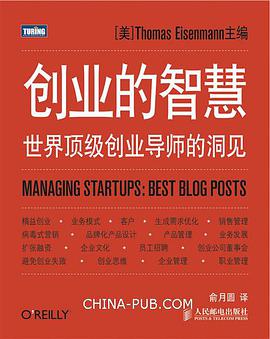 TURING
[美]Thomas Eisenmann主编
创业的智慧
世界顶级创业导师的洞见
MANAGING STARTUPS: BEST BLOG POSTS
精益创业 • 业务模式 • 客户 • 生成需求优化 • 销售管理
病毒式营销 • 品牌化产品设计 • 产品管理 • 业务发展
扩张融资 • 企业文化 • 员工招聘 • 创业公司董事会
避免创业失败 • 创业思维 • 企业管理 • 职业管理
CHINA-PUB.COM
俞月圆 译
O'REILLY
人民邮电出版社
POSTS & TELECOM PRESS